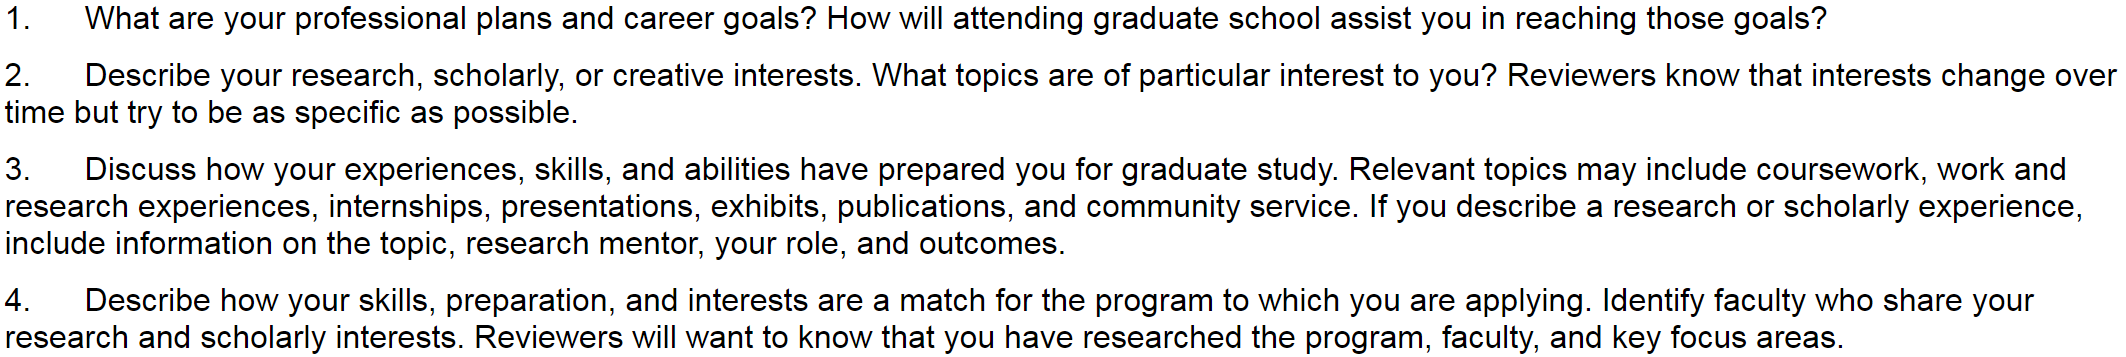 1. What are your professional plans and career goals? How will attending graduate school assist you in reaching those goals?
2. Describe your research, scholarly, or creative interests. What topics are of particular interest to you? Reviewers know that interests change over
time but try to be as specific as possible.
3. Discuss how your experiences, skills, and abilities have prepared you for graduate study. Relevant topics may include coursework, work and
research experiences, internships, presentations, exhibits, publications, and community service. If you describe a research or scholarly experience,
include information on the topic, research mentor, your role, and outcomes.
4. Describe how your skills, preparation, and interests are a match for the program to which you are applying. Identify faculty who share your
research and scholarly interests. Reviewers will want to know that you have researched the program, faculty, and key focus areas.